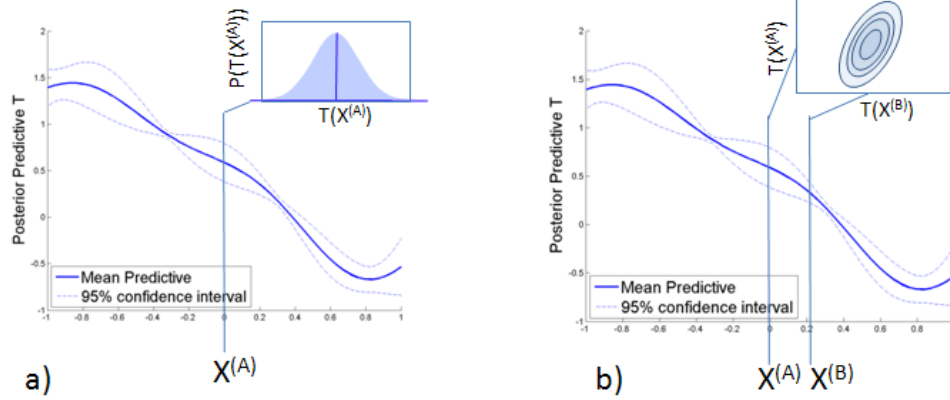 P(T(X(A)))
T(X(A))
Posterior Predictive T
2
1.5
1
0.5
0
-0.5
-1
Mean Predictive
95% confidence interval
-1 -0.8 -0.6 -0.4 -0.2 0 0.2 0.4 0.6 0.8 1
X(A)
a)
T(X(A))
T(X(B))
Posterior Predictive T
2
1.5
1
0.5
0
-0.5
-1
Mean Predictive
95% confidence interval
-1 -0.8 -0.6 -0.4 -0.2 0 0.2 0.4 0.6 0.8
X(A) X(B)
b)